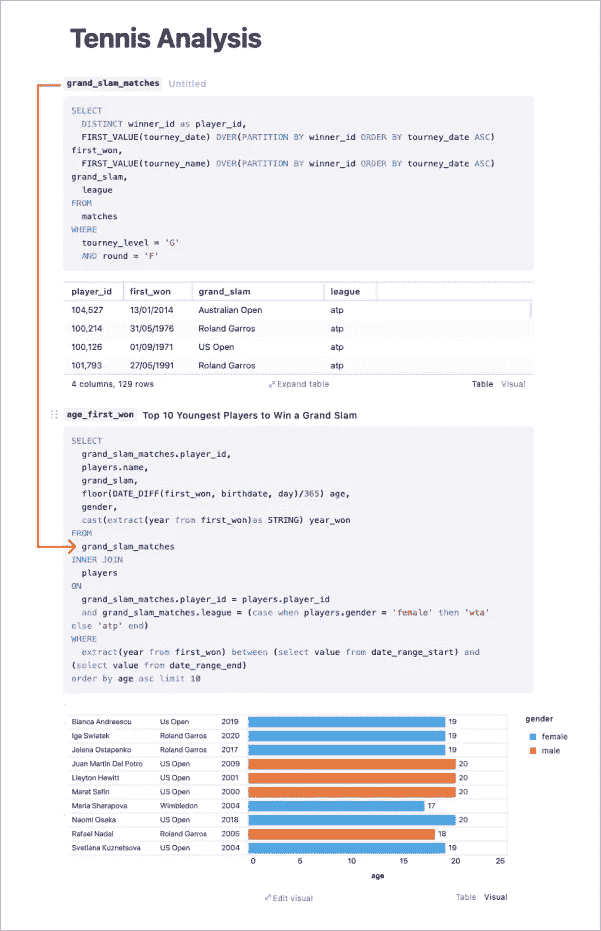 Tennis Analysis
grand_slam_matches Untitled
SELECT
DISTINCT winner_id as player_id,
FIRST_VALUE(tourney_date) OVER(PARTITION BY winner_id ORDER BY tourney_date ASC)
first_won,
FIRST_VALUE(tourney_name) OVER(PARTITION BY winner_id ORDER BY tourney_date ASC)
grand_slam,
league
FROM
matches
WHERE
tourney_level = 'G'
AND round = 'F'
player_id first_won grand_slam league
104,527 13/01/2014 Australian Open atp
100,214 31/05/1976 Roland Garros atp
100,126 01/09/1971 US Open atp
101,793 27/05/1991 Roland Garros atp
4 columns, 129 rows Expand table Table Visual
age_first_won Top 10 Youngest Players to Win a Grand Slam
SELECT
grand_slam_matches.player_id,
players.name,
grand_slam,
floor(DATE_DIFF(first_won, birthdate, day)/365) age,
gender,
cast(extract(year from first_won)as STRING) year_won
FROM
grand_slam_matches
INNER JOIN
players
ON
grand_slam_matches.player_id = players.player_id
and grand_slam_matches.league = (case when players.gender = 'female' then 'wta'
else 'atp' end)
WHERE
extract(year from first_won) between (select value from date_range_start) and
(select value from date_range_end)
order by age asc limit 10
gender
female
male
Bianca Andreescu Us Open 2019 19
Iga Swiatek Roland Garros 2020 19
Jelena Ostapenko Roland Garros 2017 19
Juan Martin Del Potro US Open 2009 20
Lleyton Hewitt US Open 2001 20
Marat Safin US Open 2000 20
Maria Sharapova Wimbledon 2004 17
Naomi Osaka US Open 2018 20
Rafael Nadal Roland Garros 2005 18
Svetlana Kuznetsova US Open 2004 19
0 5 10 15 20 25
age
Edit visual Table Visual